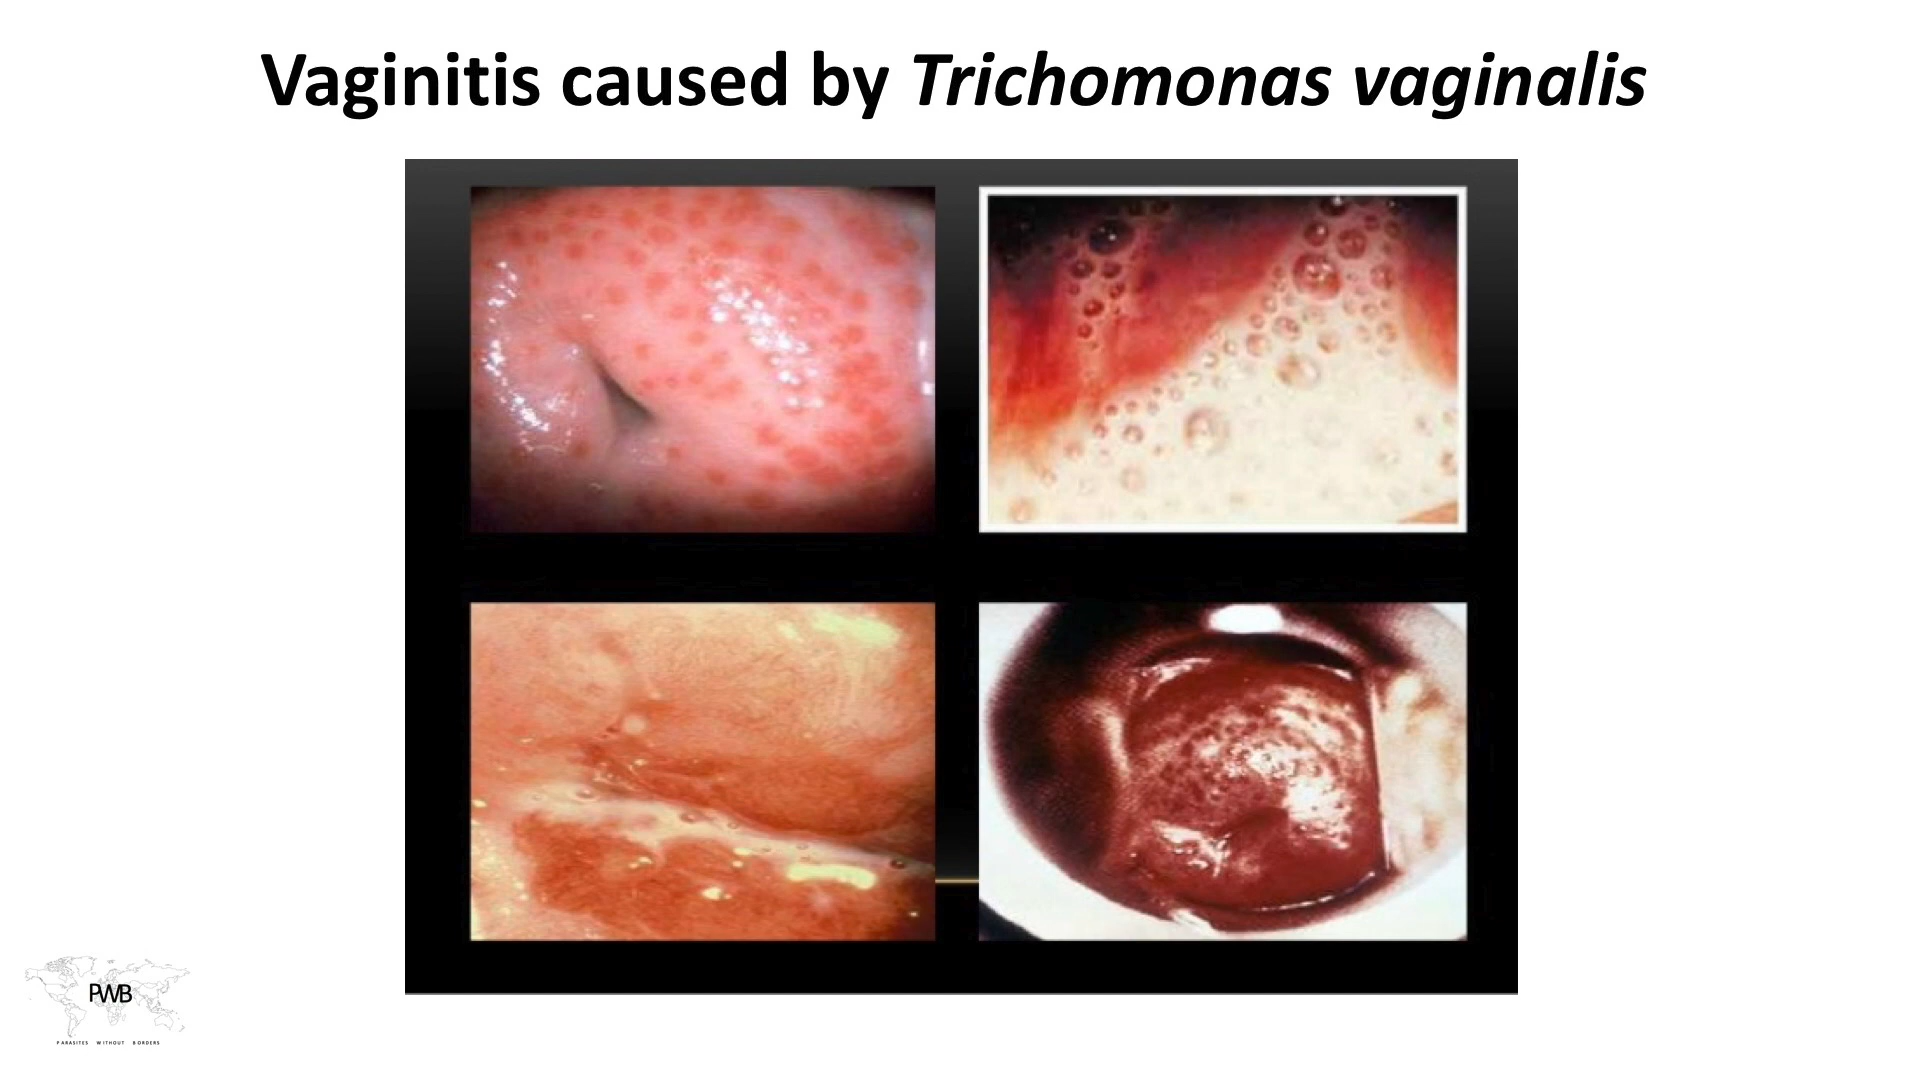 Vaginitis caused by Trichomonas vaginalis
PWB
PARASITES WITHOUT BORDERS